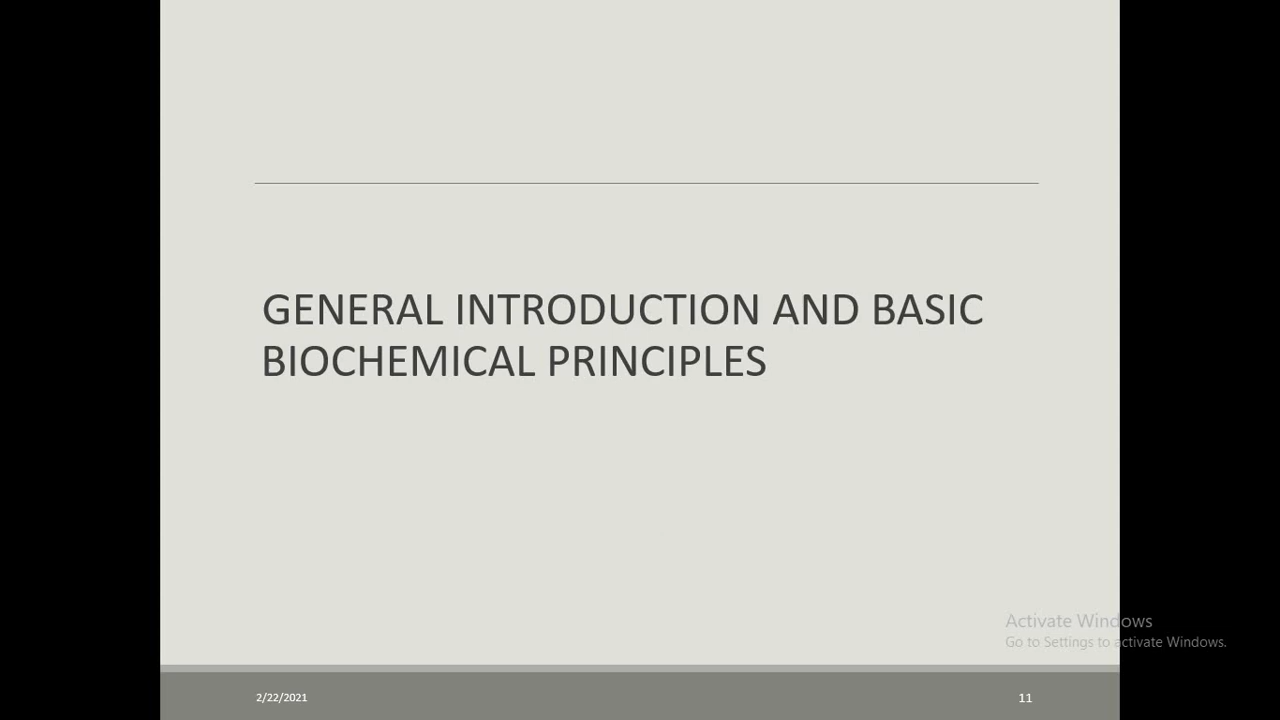 GENERAL INTRODUCTION AND BASIC
BIOCHEMICAL PRINCIPLES
Activate Windows
Go to Settings to activate Windows.
2/22/2021
11